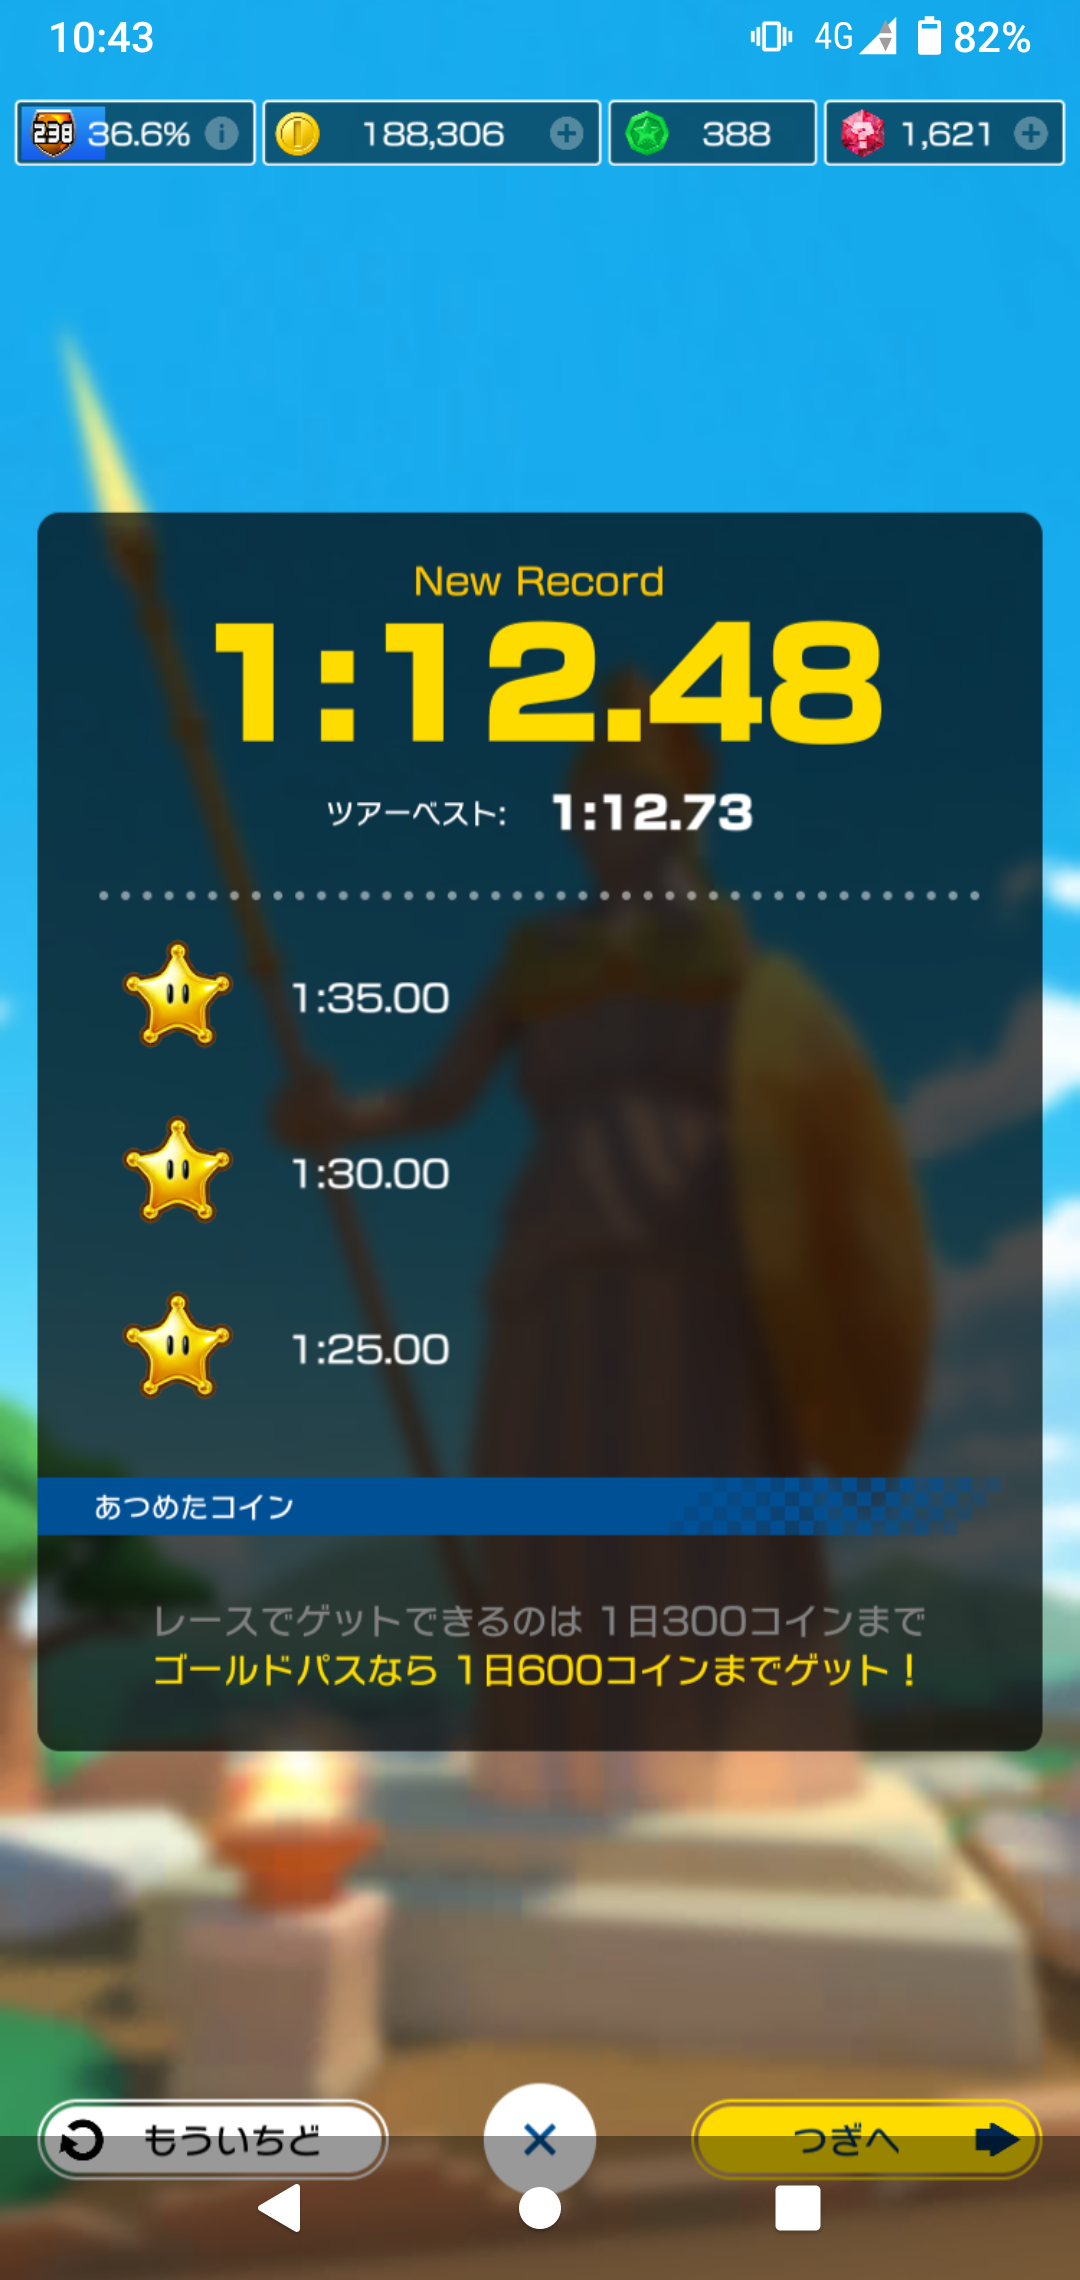 10:43 4G 82%
238 36.6% 188,306 388 1,621
New Record
1:12.48
ツアーベスト: 1:12.73
1:35.00
1:30.00
1:25.00
あつめたコイン
レースでゲットできるのは 1日300コインまで
ゴールドパスなら 1日600コインまでゲット！
もういちど つぎへ